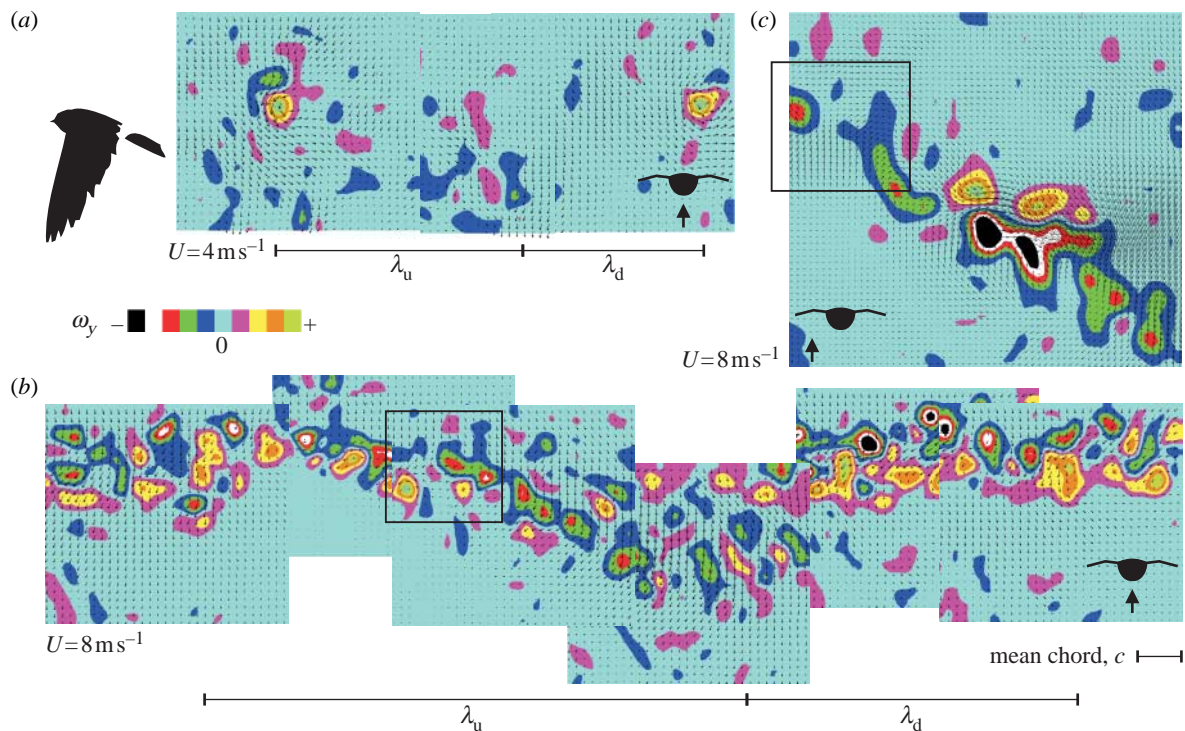 (a)
(c)
U=4 m s⁻¹
λu
λd
ωy − +
0
U=8 m s⁻¹
(b)
U=8 m s⁻¹
mean chord, c
λu
λd